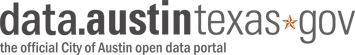 data.austintexas.gov
the official City of Austin open data portal